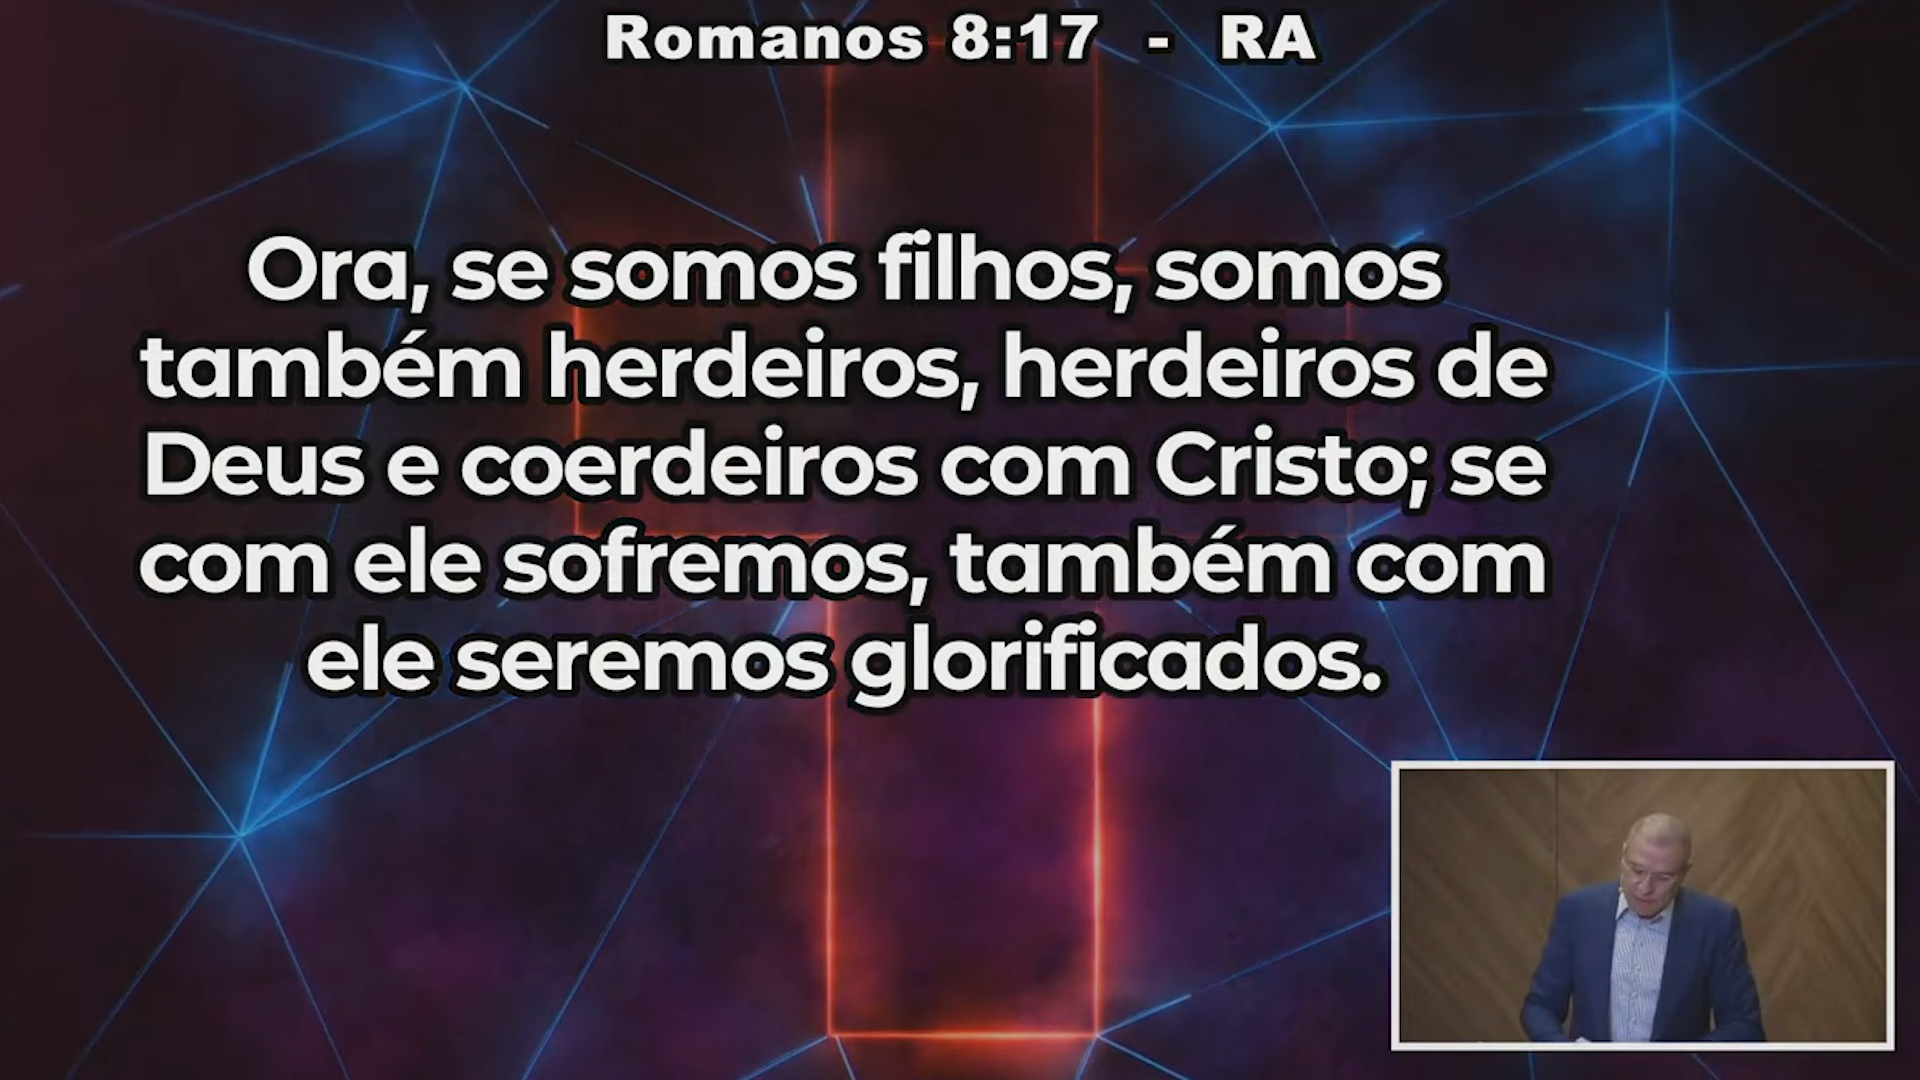 Romanos 8:17 - RA
Ora, se somos filhos, somos
também herdeiros, herdeiros de
Deus e coerdeiros com Cristo; se
com ele sofremos, também com
ele seremos glorificados.